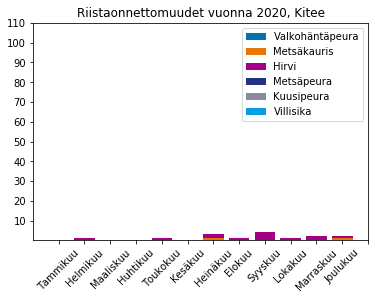 Riistaonnettomuudet vuonna 2020, Kitee
110
100
90
80
70
60
50
40
30
20
10
Valkohäntäpeura
Metsäkauris
Hirvi
Metsäpeura
Kuusipeura
Villisika
Tammikuu
Helmikuu
Maaliskuu
Huhtikuu
Toukokuu
Kesäkuu
Heinäkuu
Elokuu
Syyskuu
Lokakuu
Marraskuu
Joulukuu